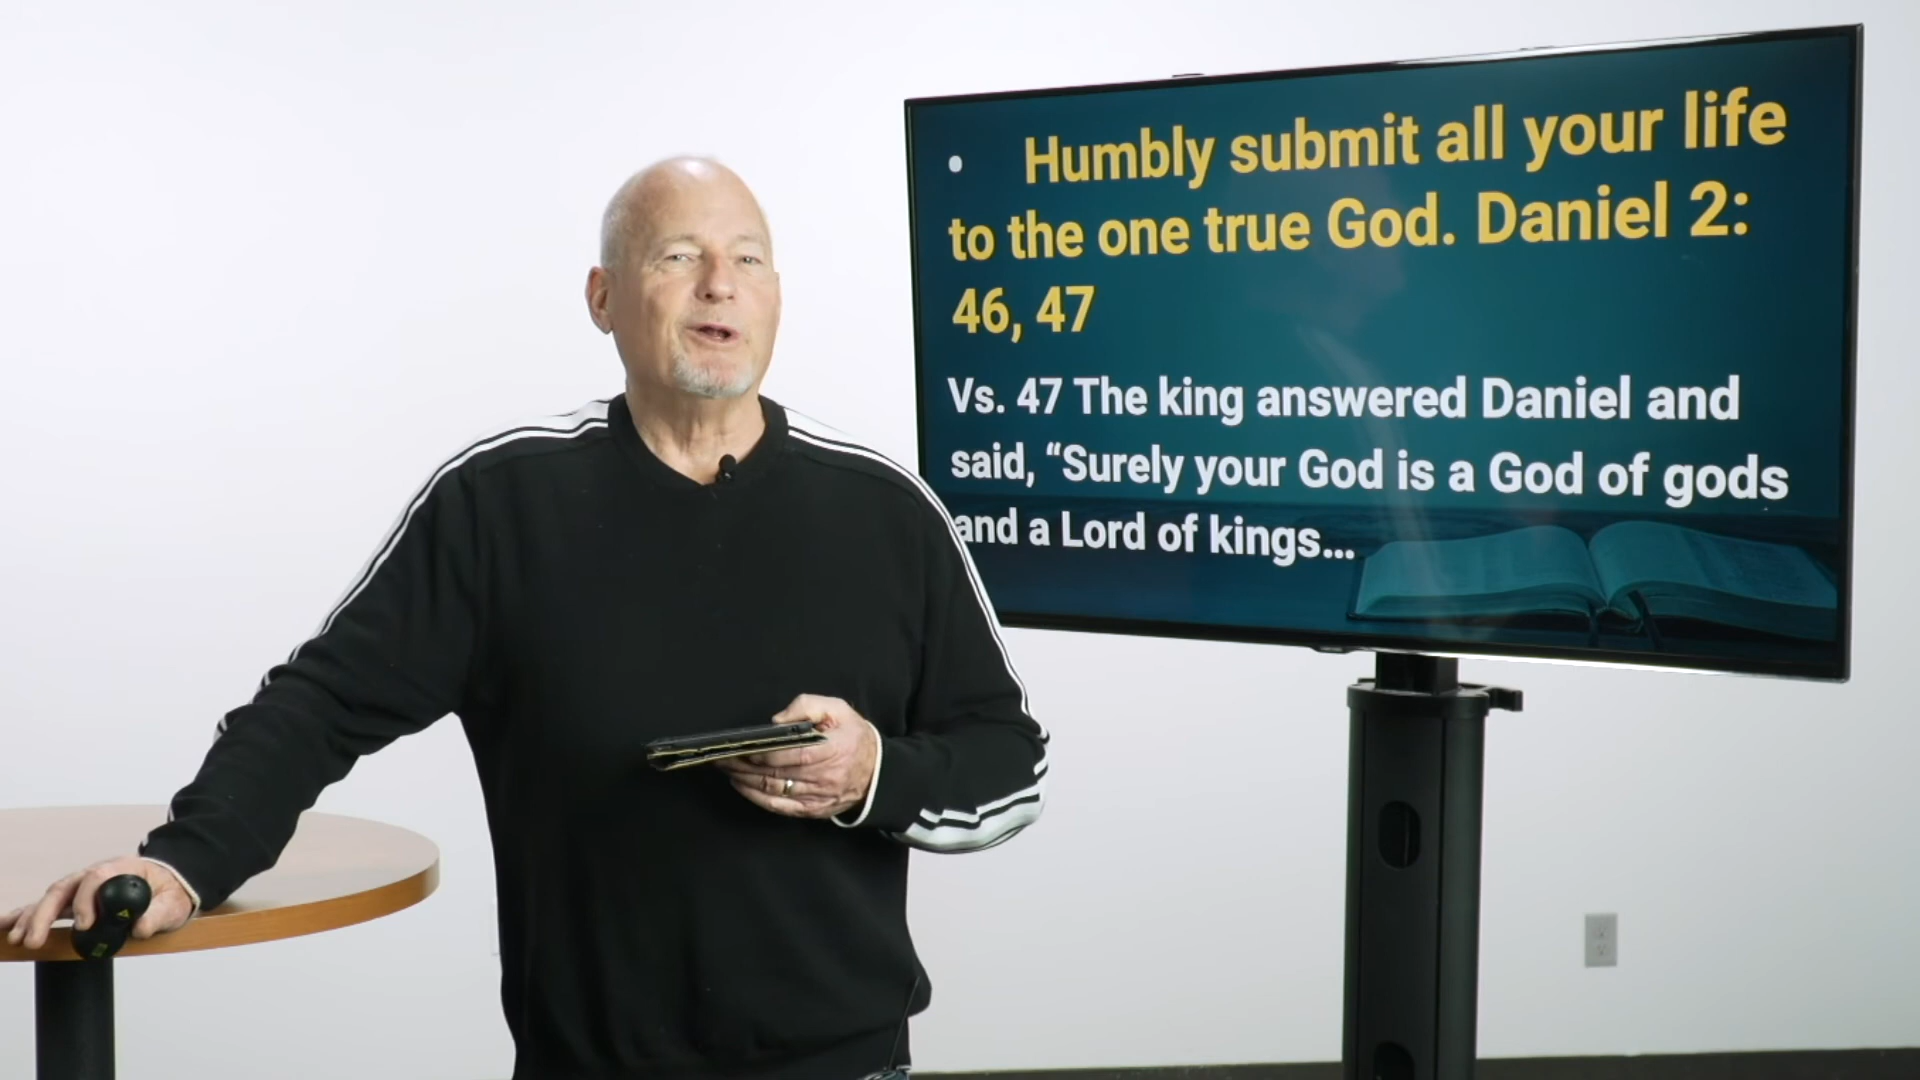 • Humbly submit all your life
to the one true God. Daniel 2:
46, 47
Vs. 47 The king answered Daniel and
said, “Surely your God is a God of gods
and a Lord of kings...